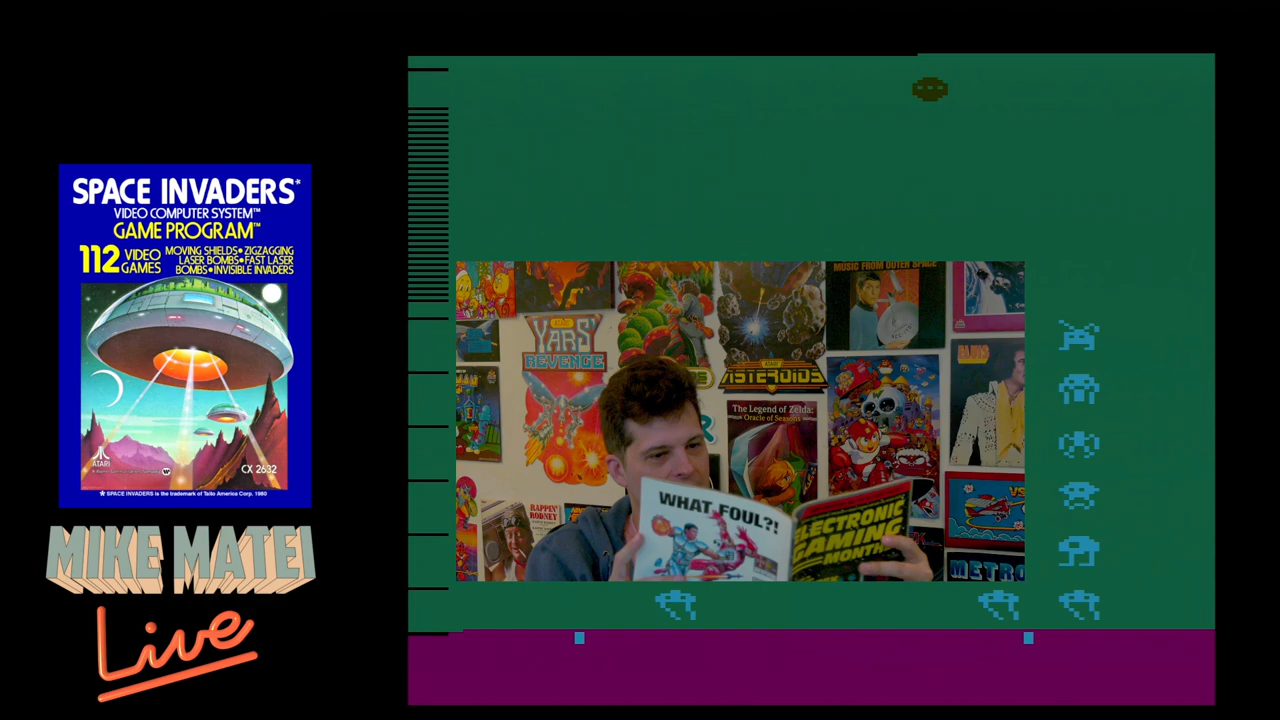 SPACE INVADERS*
VIDEO COMPUTER SYSTEM™
GAME PROGRAM™
112 VIDEO GAMES
MOVING SHIELDS•ZIGZAGGING
LASER BOMBS•FAST LASER
BOMBS•INVISIBLE INVADERS
ATARI
CX 2632
* SPACE INVADERS is the trademark of Taito America Corp. 1980
MIKE MATEI
Live
MUSIC FROM OUTER SPACE
ATARI
YARS'
REVENGE
ASTEROIDS
ELVIS
The Legend of Zelda:
Oracle of Seasons
RAPPIN'
RODNEY
VS
METRO
WHAT FOUL?!
ELECTRONIC
GAMING
MONTH